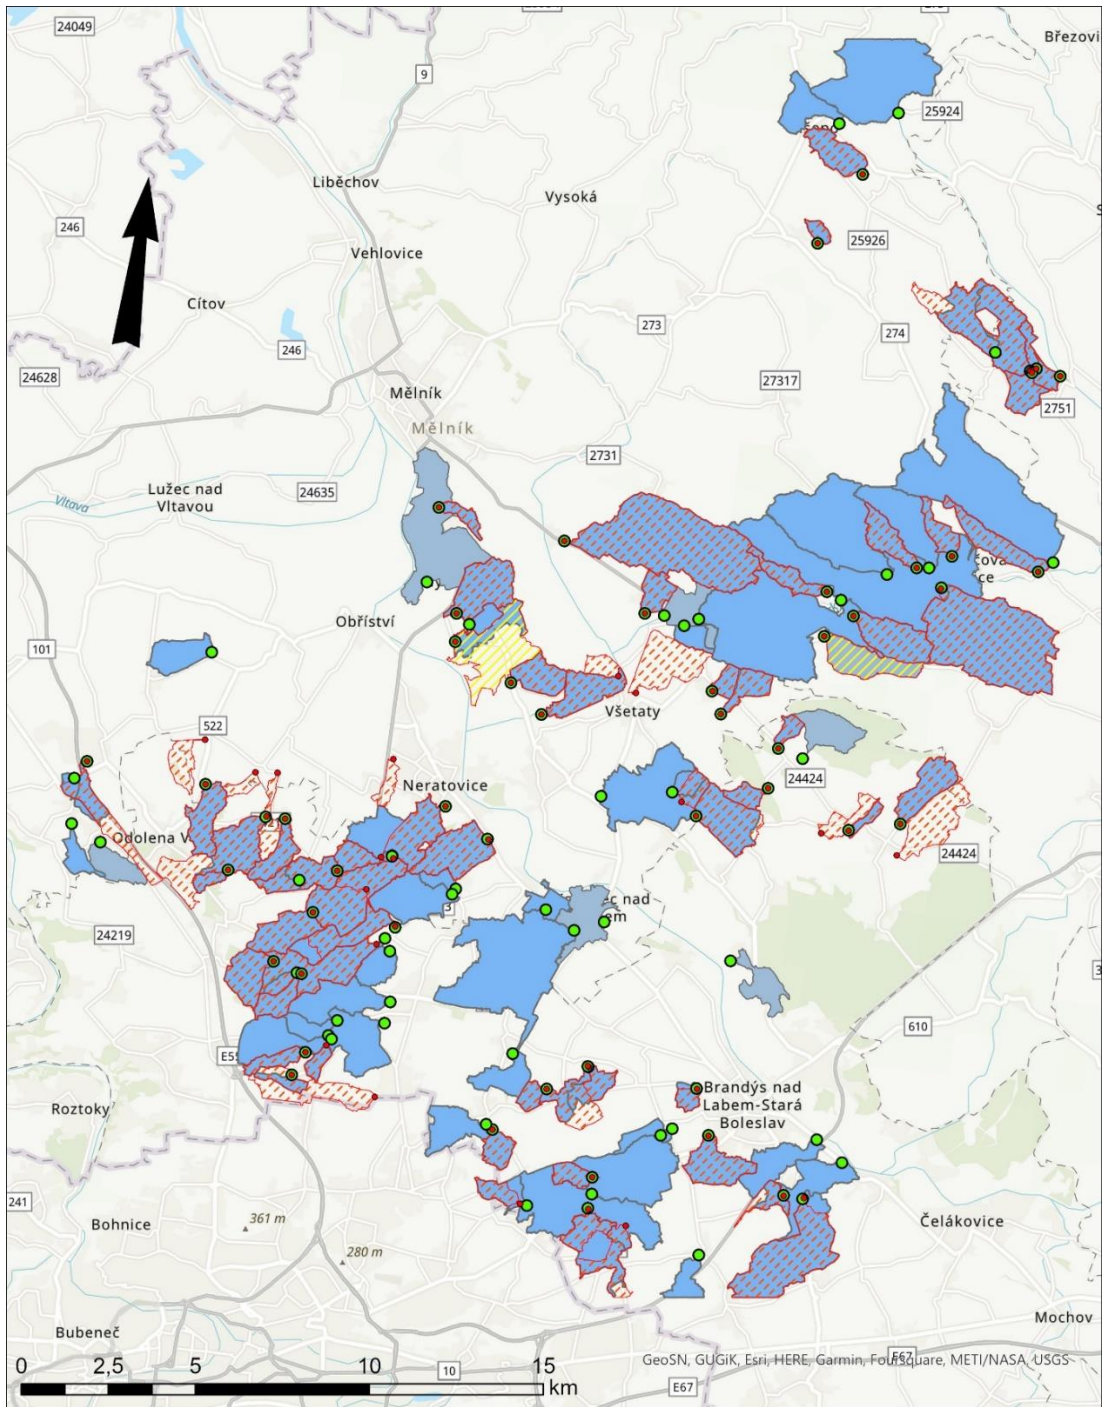 24049
Březovi
9
25924
Liběchov
Vysoká
246
25926
Vehlovice
Cítov
273
274
246
24628
27317
Mělník
2751
Mělník
2731
Lužec nad
Vltavou
24635
Vltava
Obříství
101
Všetaty
522
24424
Neratovice
Odolena V
24424
ec nad
em
3
24219
610
E55
Brandýs nad
Labem-Stará
Boleslav
Roztoky
241
Bohnice
361 m
Čelákovice
280 m
Mochov
Bubeneč
0 2,5 5 10 15
km
10
GeoSN, GUGiK, Esri, HERE, Garmin, Foursquare, METI/NASA, USGS
E67
E67